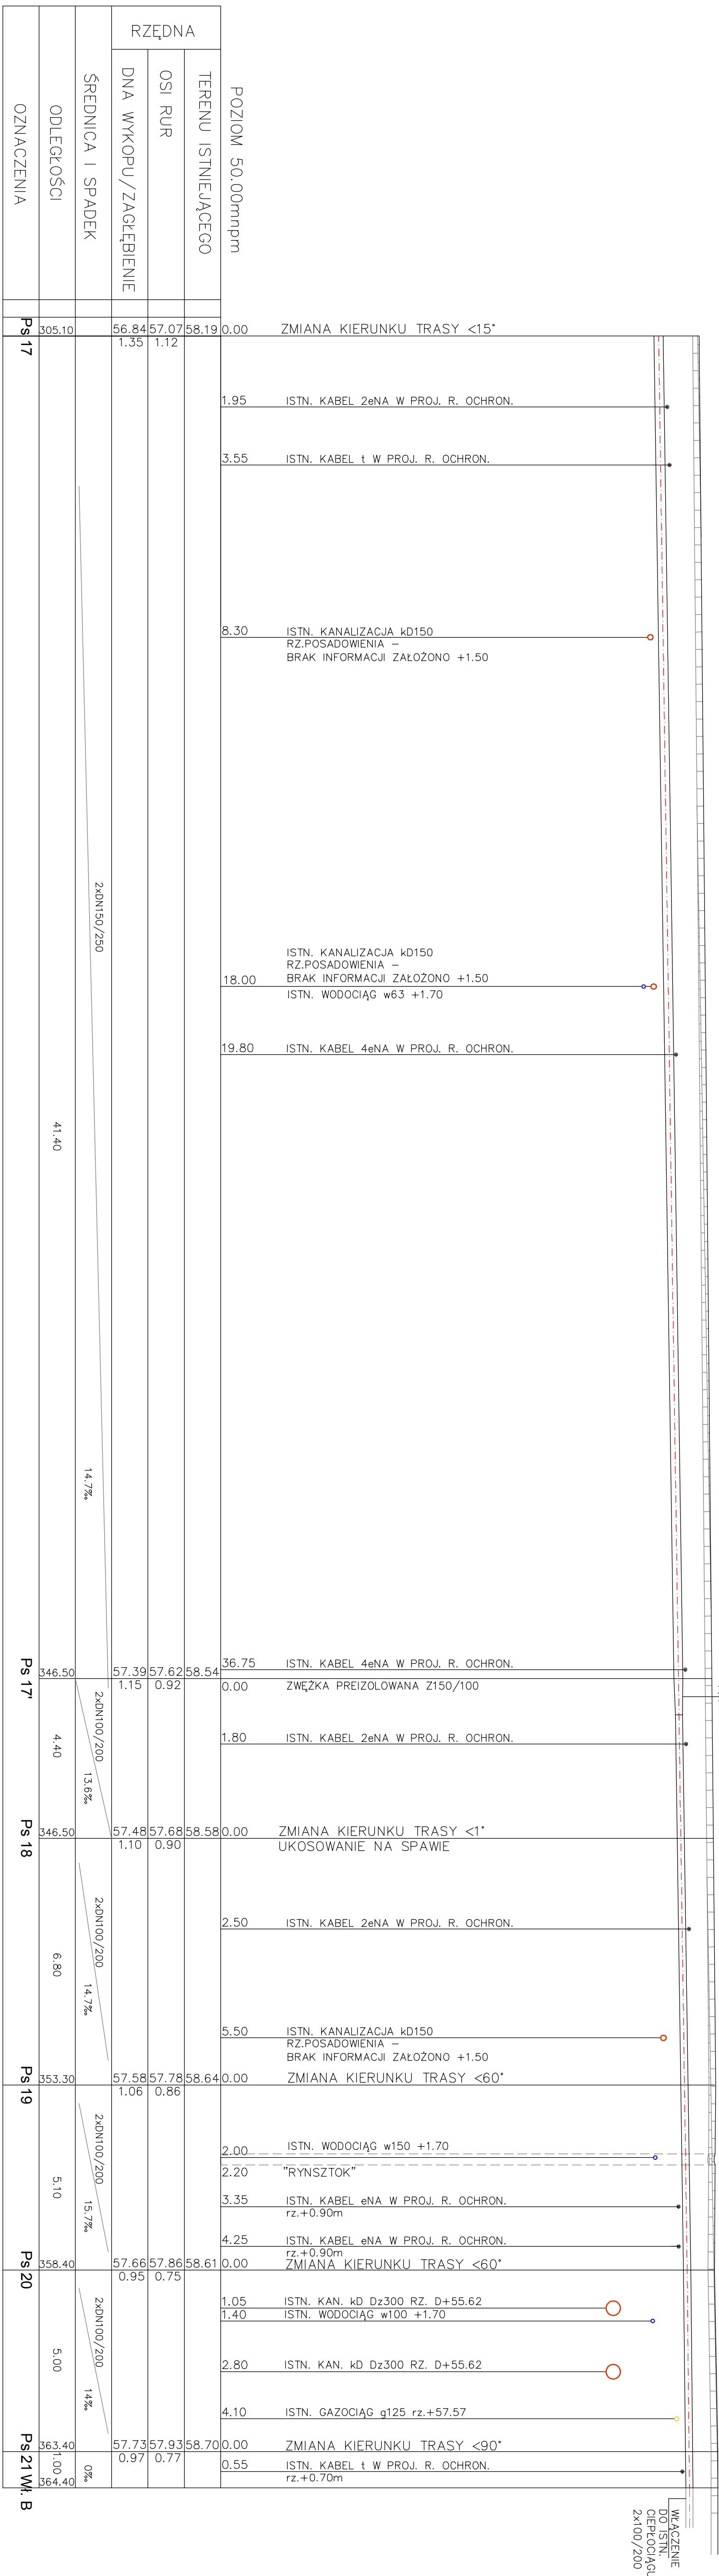 RZĘDNA
POZIOM 50.00mnpm
TERENU ISTNIEJĄCEGO
OSI RUR
DNA WYKOPU/ZAGŁĘBIENIE
ŚREDNICA I SPADEK
ODLEGŁOŚCI
OZNACZENIA
Ps 17
305.10
56.84 57.07 58.19 0.00 ZMIANA KIERUNKU TRASY <15°
1.35 1.12
1.95 ISTN. KABEL 2eNA W PROJ. R. OCHRON.
3.55 ISTN. KABEL t W PROJ. R. OCHRON.
8.30 ISTN. KANALIZACJA kD150
RZ.POSADOWIENIA –
BRAK INFORMACJI ZAŁOŻONO +1.50
2xDN150/250
ISTN. KANALIZACJA kD150
RZ.POSADOWIENIA –
BRAK INFORMACJI ZAŁOŻONO +1.50
18.00
ISTN. WODOCIĄG w63 +1.70
19.80 ISTN. KABEL 4eNA W PROJ. R. OCHRON.
41.40
14.7‰
36.75 ISTN. KABEL 4eNA W PROJ. R. OCHRON.
Ps 17'
346.50
57.39 57.62 58.54
1.15 0.92
0.00 ZWĘŻKA PREIZOLOWANA Z150/100
2xDN100/200
1.80 ISTN. KABEL 2eNA W PROJ. R. OCHRON.
4.40
13.6‰
Ps 18
346.50
57.48 57.68 58.58 0.00 ZMIANA KIERUNKU TRASY <1°
1.10 0.90 UKOSOWANIE NA SPAWIE
2xDN100/200
2.50 ISTN. KABEL 2eNA W PROJ. R. OCHRON.
6.80
14.7‰
5.50 ISTN. KANALIZACJA kD150
RZ.POSADOWIENIA –
BRAK INFORMACJI ZAŁOŻONO +1.50
Ps 19
353.30
57.58 57.78 58.64 0.00 ZMIANA KIERUNKU TRASY <60°
1.06 0.86
2xDN100/200
2.00 ISTN. WODOCIĄG w150 +1.70
2.20 "RYNSZTOK"
5.10
15.7‰
3.35 ISTN. KABEL eNA W PROJ. R. OCHRON.
rz.+0.90m
4.25 ISTN. KABEL eNA W PROJ. R. OCHRON.
rz.+0.90m
Ps 20
358.40
57.66 57.86 58.61 0.00 ZMIANA KIERUNKU TRASY <60°
0.95 0.75
2xDN100/200
1.05 ISTN. KAN. kD Dz300 RZ. D+55.62
1.40 ISTN. WODOCIĄG w100 +1.70
5.00
14‰
2.80 ISTN. KAN. kD Dz300 RZ. D+55.62
4.10 ISTN. GAZOCIĄG g125 rz.+57.57
Ps 21
363.40
57.73 57.93 58.70 0.00 ZMIANA KIERUNKU TRASY <90°
0.97 0.77
1.00
0‰
0.55 ISTN. KABEL t W PROJ. R. OCHRON.
rz.+0.70m
Wł. B
364.40
WŁĄCZENIE
DO ISTN.
CIEPŁOCIĄGU
2x100/200